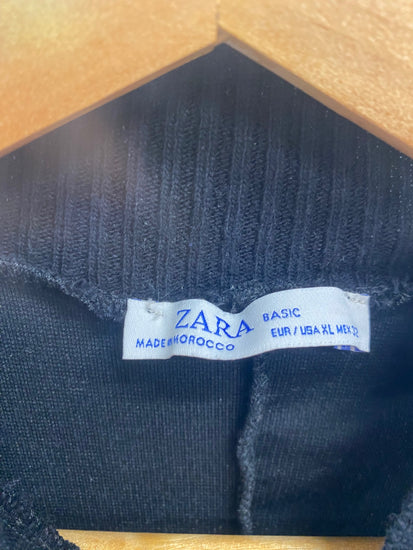 ZARA BASIC
MADE IN MOROCCO EUR / USA XL MEX 32